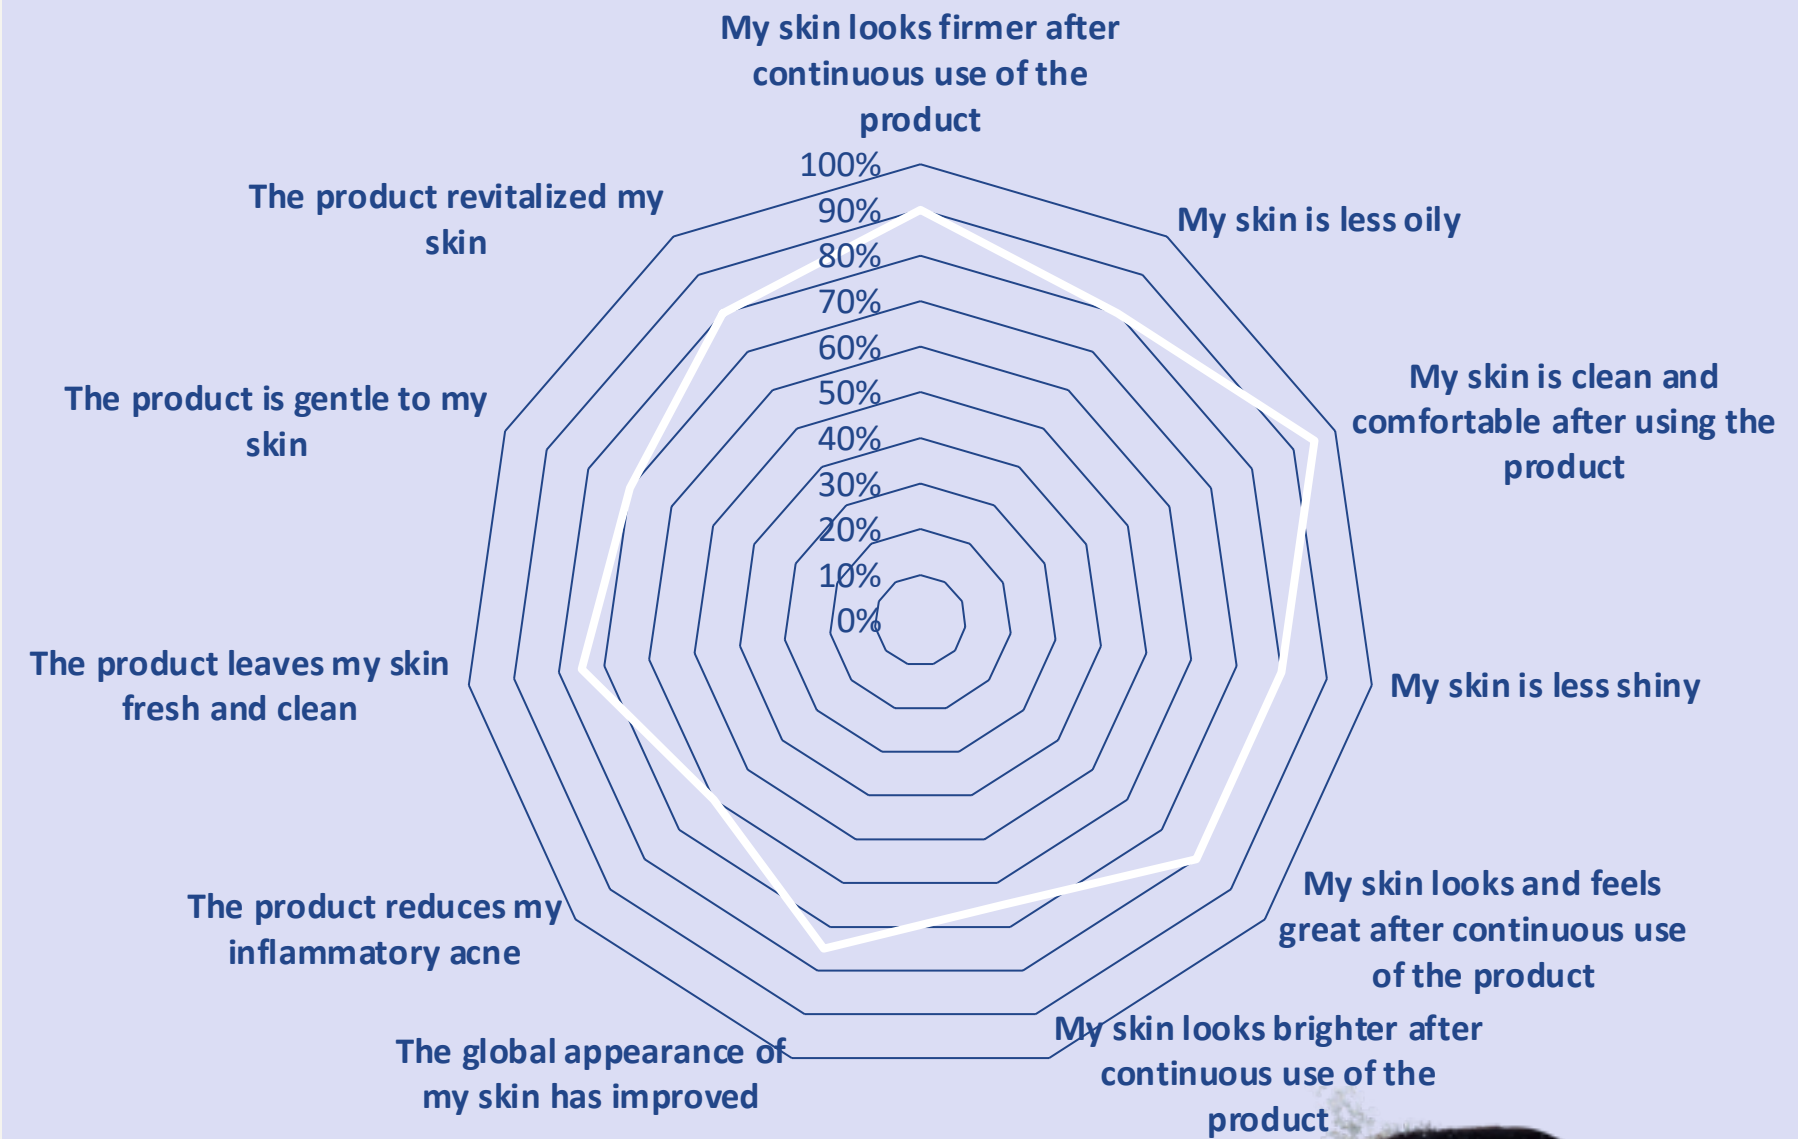 My skin looks firmer after
continuous use of the
product
100%
90%
80%
70%
60%
50%
40%
30%
20%
10%
0%
My skin is less oily
My skin is clean and
comfortable after using the
product
My skin is less shiny
My skin looks and feels
great after continuous use
of the product
My skin looks brighter after
continuous use of the
product
The global appearance of
my skin has improved
The product reduces my
inflammatory acne
The product leaves my skin
fresh and clean
The product is gentle to my
skin
The product revitalized my
skin